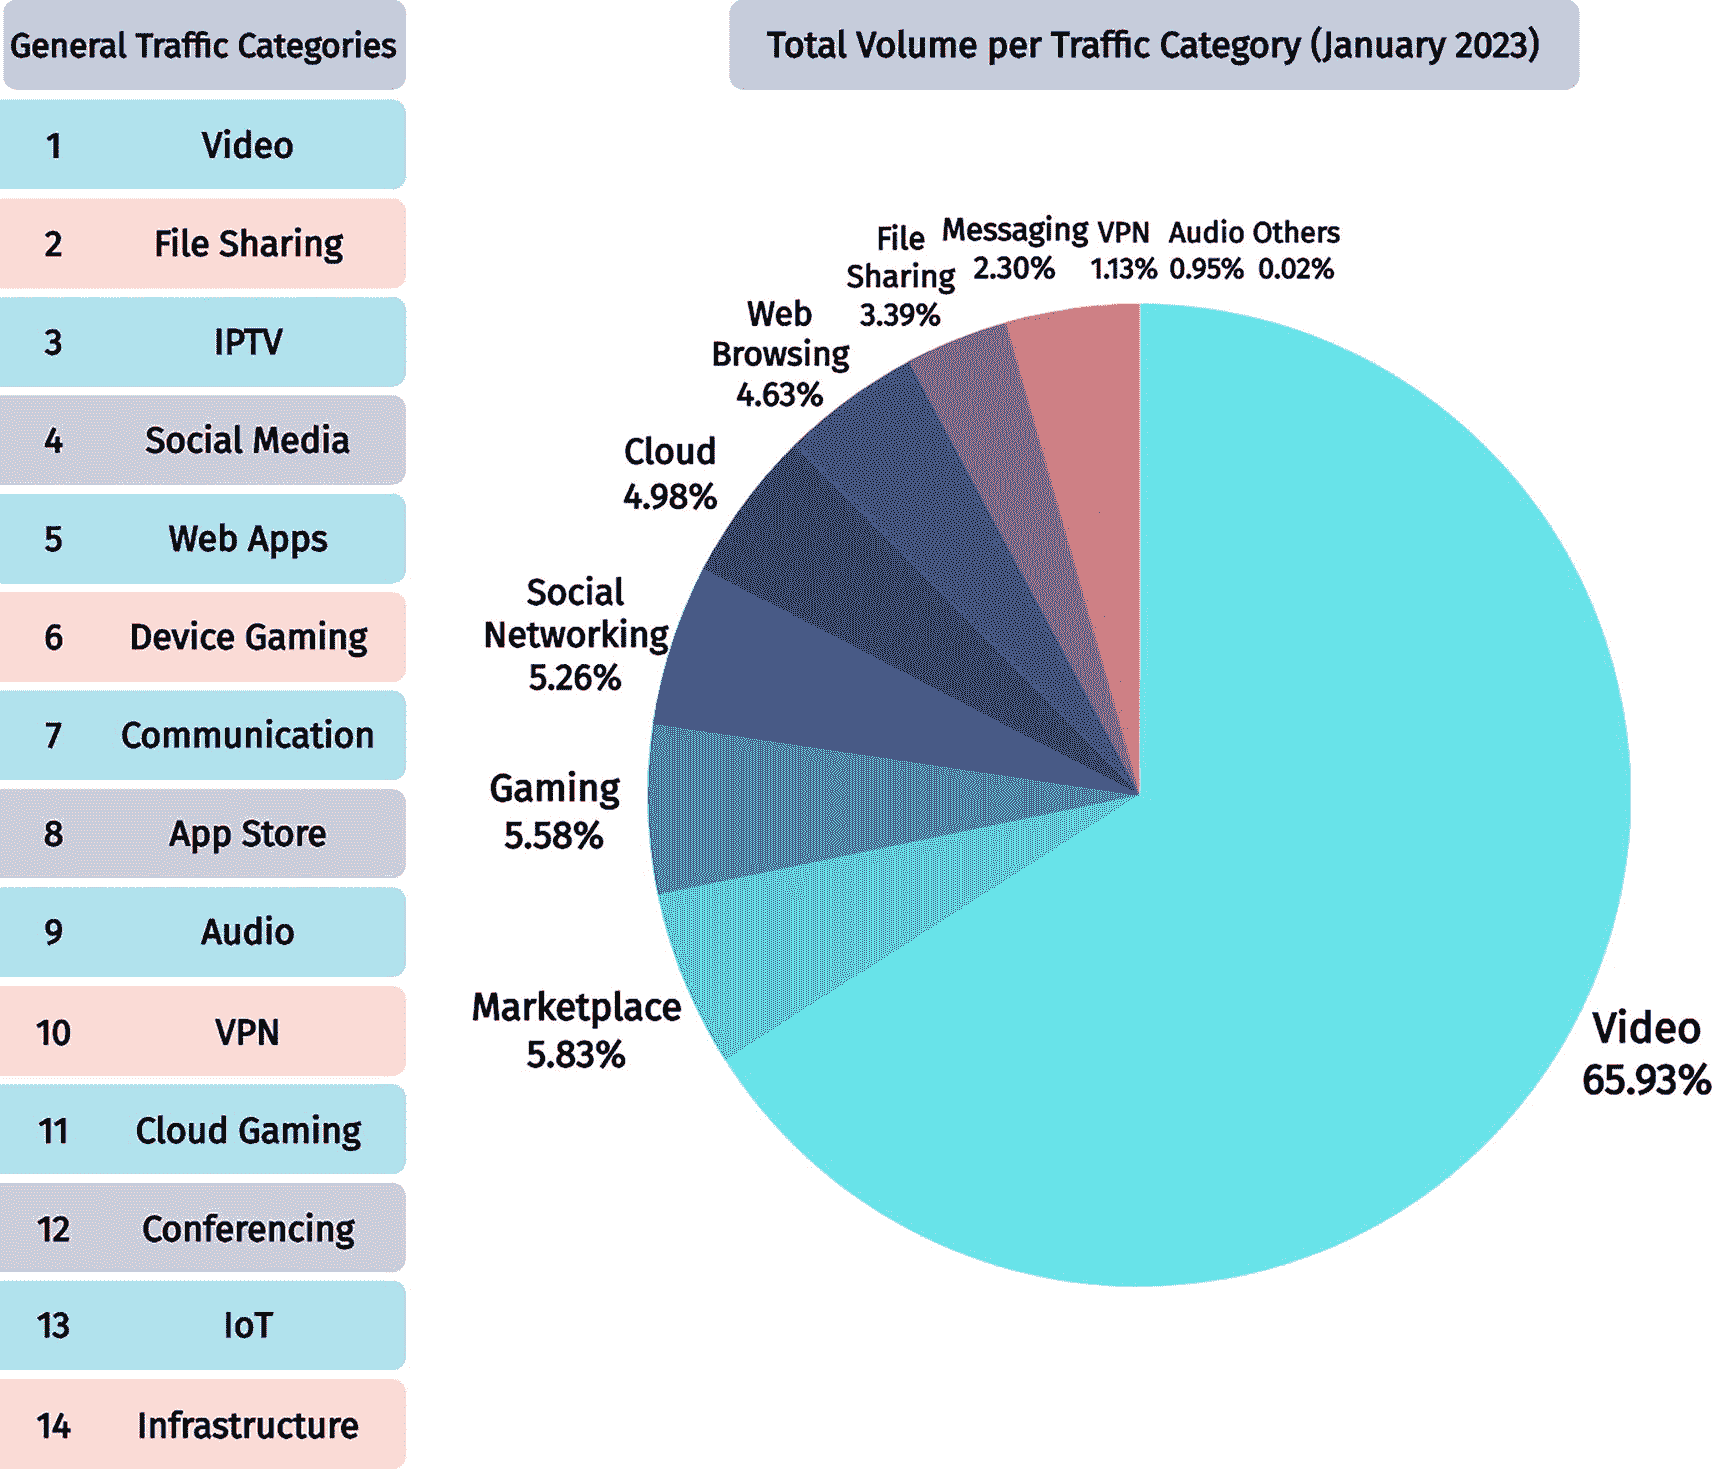 General Traffic Categories
1 Video
2 File Sharing
3 IPTV
4 Social Media
5 Web Apps
6 Device Gaming
7 Communication
8 App Store
9 Audio
10 VPN
11 Cloud Gaming
12 Conferencing
13 IoT
14 Infrastructure
Total Volume per Traffic Category (January 2023)
File
Sharing
3.39%
Messaging
2.30%
VPN
1.13%
Audio
0.95%
Others
0.02%
Web
Browsing
4.63%
Cloud
4.98%
Social
Networking
5.26%
Gaming
5.58%
Marketplace
5.83%
Video
65.93%